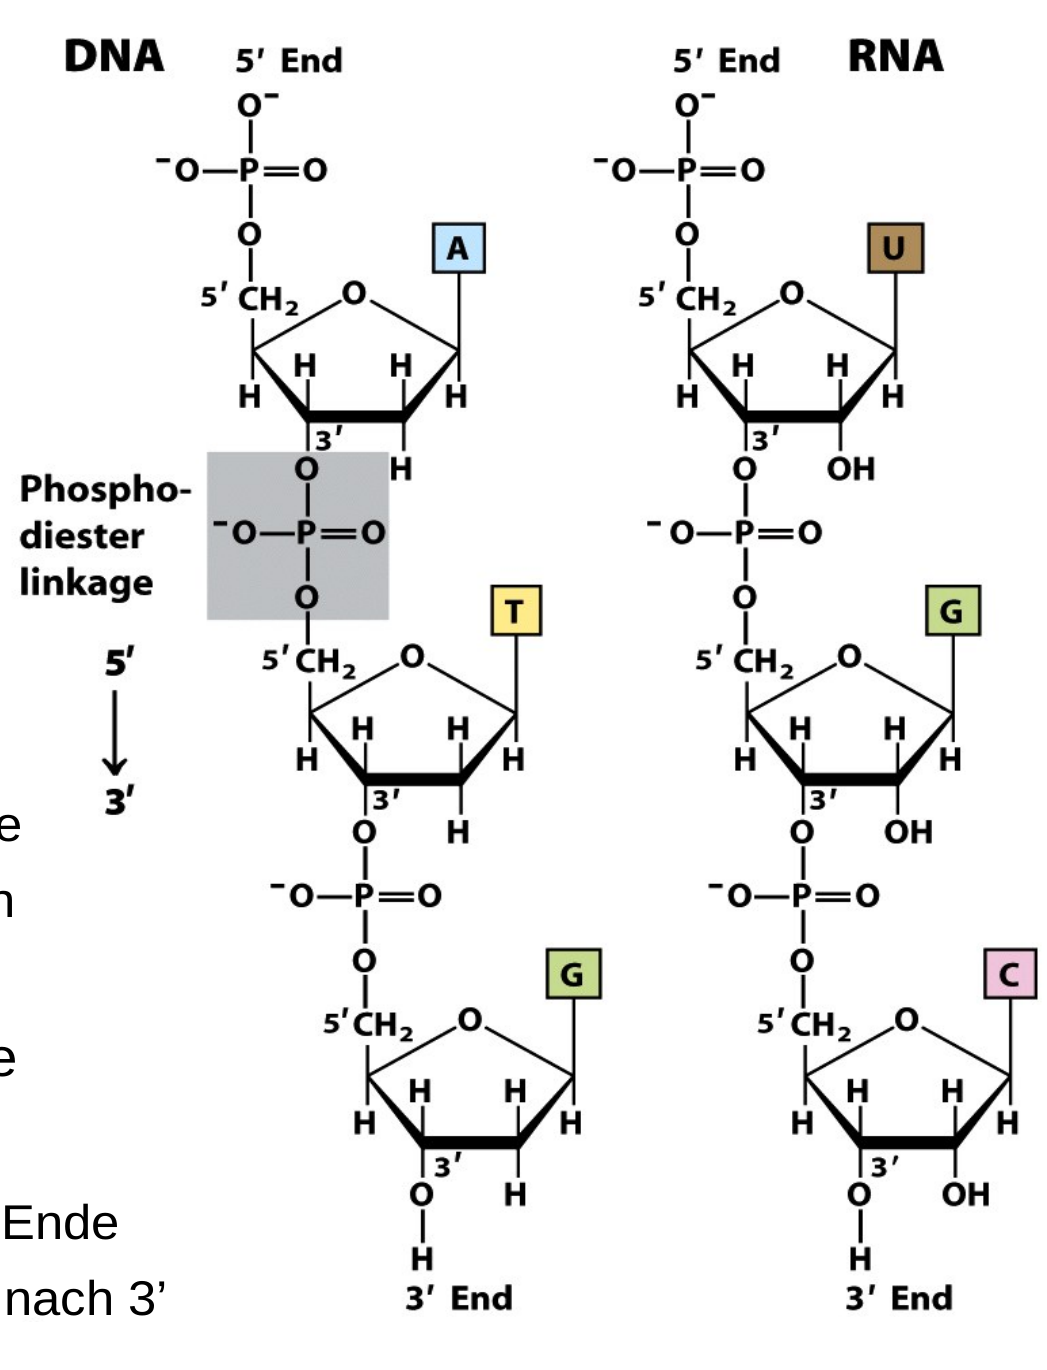 DNA 5′ End 5′ End RNA
O⁻ O⁻
⁻O—P=O ⁻O—P=O
O O
A U
5′ CH₂ O 5′ CH₂ O
H H H H
H H H H
3′ 3′
O H O OH
Phospho-
diester
linkage
⁻O—P=O ⁻O—P=O
O O
T G
5′
3′
5′ CH₂ O 5′ CH₂ O
H H H H
H H H H
3′ 3′
O H O OH
e
n
⁻O—P=O ⁻O—P=O
O O
G C
5′ CH₂ O 5′ CH₂ O
e
H H H H
H H H H
3′ 3′
O H O OH
Ende
H H
nach 3’
3′ End 3′ End